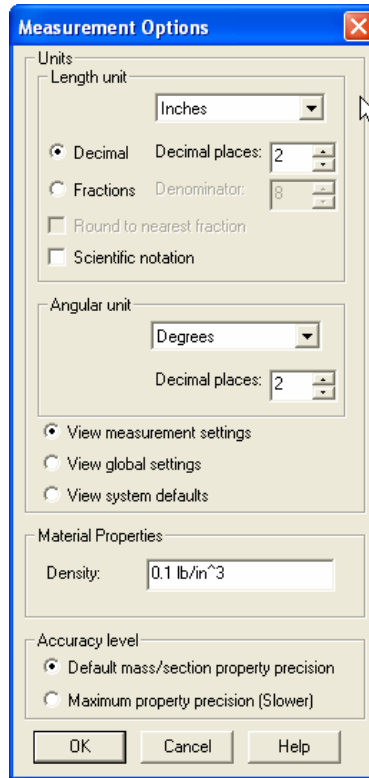 Measurement Options
Units
Length unit
Inches
Decimal Decimal places: 2
Fractions Denominator: 8
Round to nearest fraction
Scientific notation
Angular unit
Degrees
Decimal places: 2
View measurement settings
View global settings
View system defaults
Material Properties
Density: 0.1 lb/in^3
Accuracy level
Default mass/section property precision
Maximum property precision (Slower)
OK Cancel Help